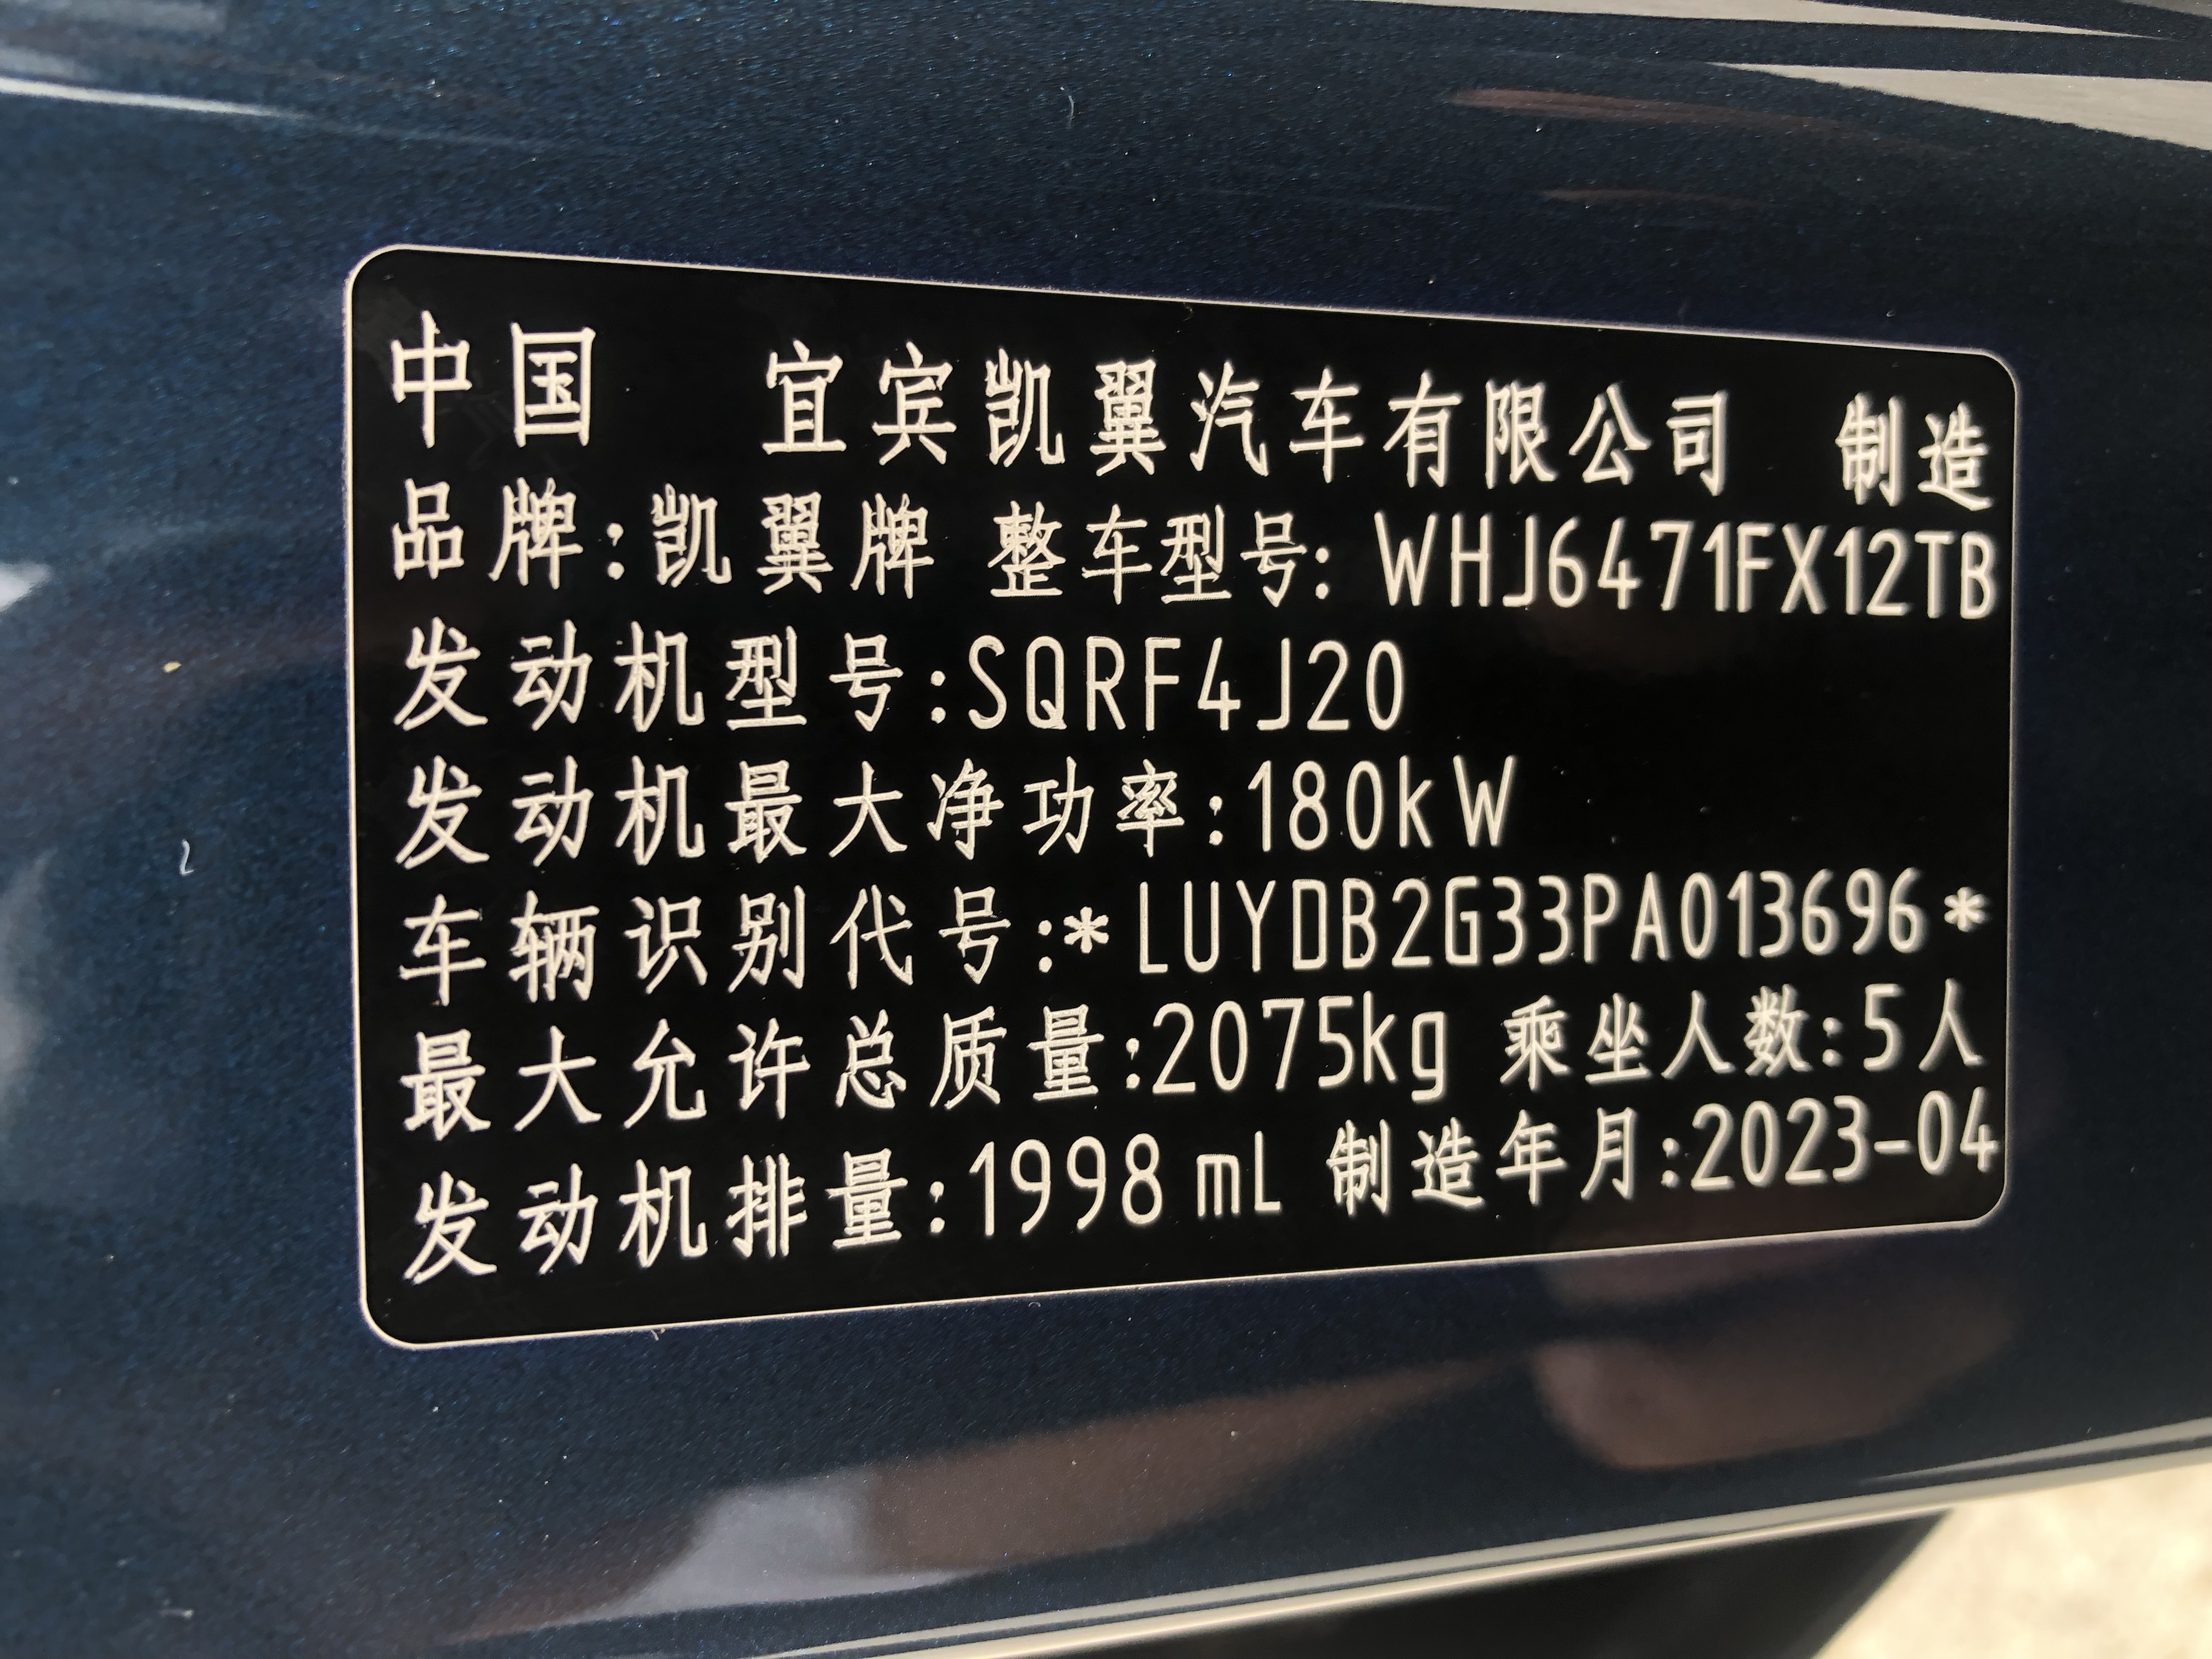 中国 宜宾凯翼汽车有限公司 制造
品牌:凯翼牌 整车型号: WHJ6471FX12TB
发动机型号:SQRF4J20
发动机最大净功率:180kW
车辆识别代号:*LUYDB2G33PA013696*
最大允许总质量:2075kg 乘坐人数:5人
发动机排量:1998mL 制造年月:2023-04